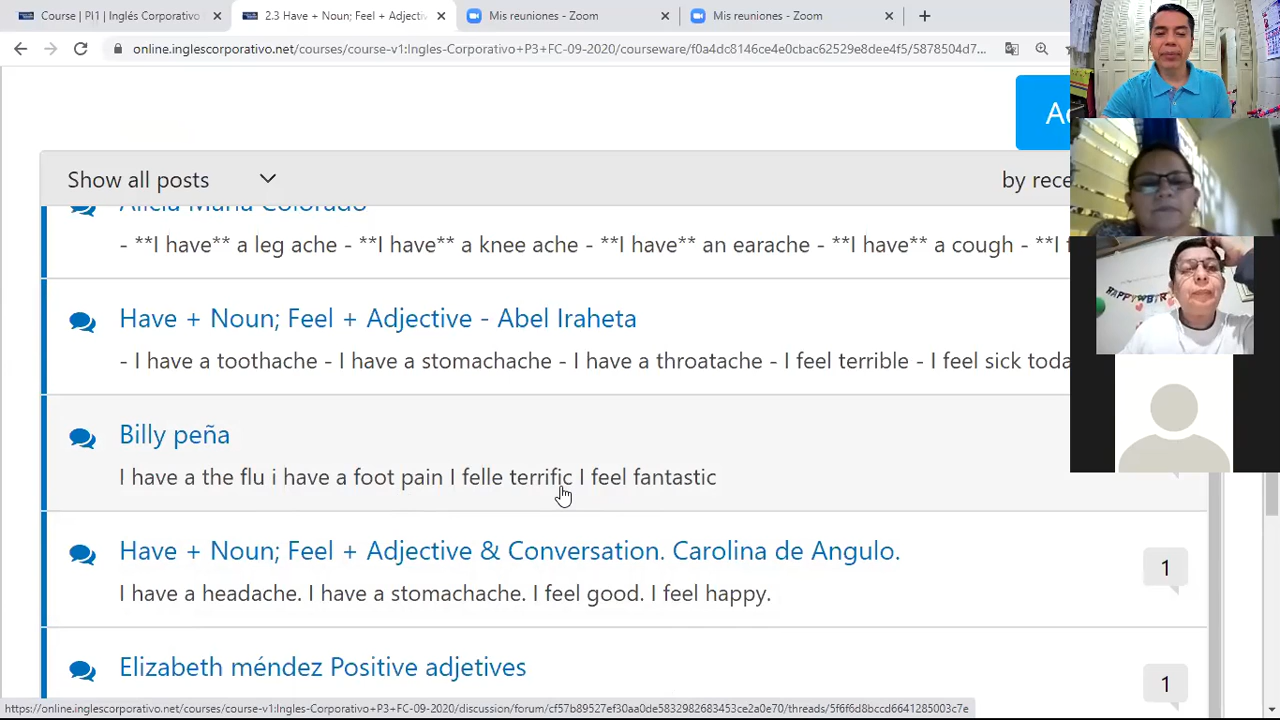 Course | Pi1 | Inglés Corporativo
2.3 Have + Noun; Feel + Adjectiv
Mis reuniones - Zoom
Mis reuniones - Zoom
online.inglescorporativo.net/courses/course-v1:Ingles-Corporativo+P3+FC-09-2020/courseware/f0a4dc8146ce4e0cbac62529e8dee4f5/5878504d7...
Show all posts
by rece
Alicia María Colorado
- **I have** a leg ache - **I have** a knee ache - **I have** an earache - **I have** a cough - **I f
Have + Noun; Feel + Adjective - Abel Iraheta
- I have a toothache - I have a stomachache - I have a throatache - I feel terrible - I feel sick toda
Billy peña
I have a the flu i have a foot pain I felle terrific I feel fantastic
Have + Noun; Feel + Adjective & Conversation. Carolina de Angulo.
1
I have a headache. I have a stomachache. I feel good. I feel happy.
Elizabeth méndez Positive adjetives
1
https://online.inglescorporativo.net/courses/course-v1:Ingles-Corporativo+P3+FC-09-2020/discussion/forum/cf57b89527ef30aa0de5832982683453ce2a0e70/threads/5f6f6d8bccd6641285003c7e